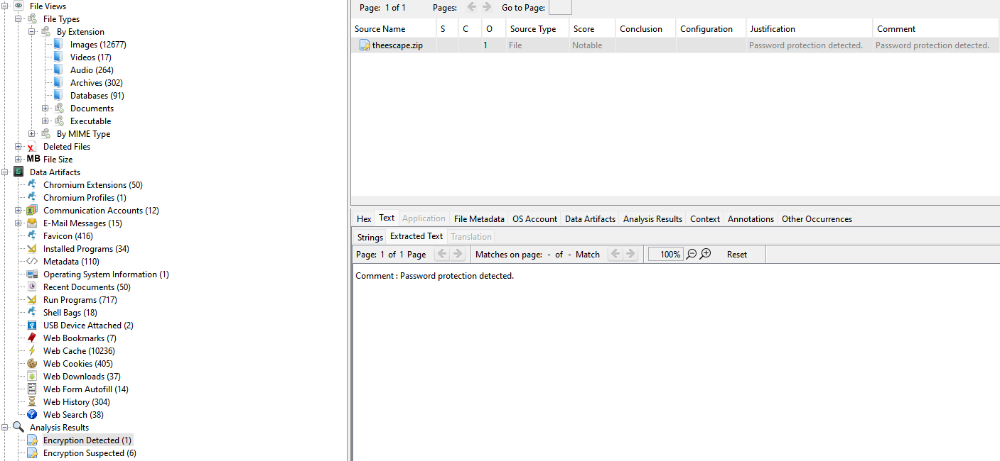 File Views
File Types
By Extension
Images (12677)
Videos (17)
Audio (264)
Archives (302)
Databases (91)
Documents
Executable
By MIME Type
Deleted Files
MB File Size
Data Artifacts
Chromium Extensions (50)
Chromium Profiles (1)
Communication Accounts (12)
E-Mail Messages (15)
Favicon (416)
Installed Programs (34)
Metadata (110)
Operating System Information (1)
Recent Documents (50)
Run Programs (717)
Shell Bags (18)
USB Device Attached (2)
Web Bookmarks (7)
Web Cache (10236)
Web Cookies (405)
Web Downloads (37)
Web Form Autofill (14)
Web History (304)
Web Search (38)
Analysis Results
Encryption Detected (1)
Encryption Suspected (6)
Page: 1 of 1 Pages: Go to Page:
Source Name S C O Source Type Score Conclusion Configuration Justification Comment
theescape.zip 1 File Notable Password protection detected. Password protection detected.
Hex Text Application File Metadata OS Account Data Artifacts Analysis Results Context Annotations Other Occurrences
Strings Extracted Text Translation
Page: 1 of 1 Page Matches on page: - of - Match 100% Reset
Comment : Password protection detected.